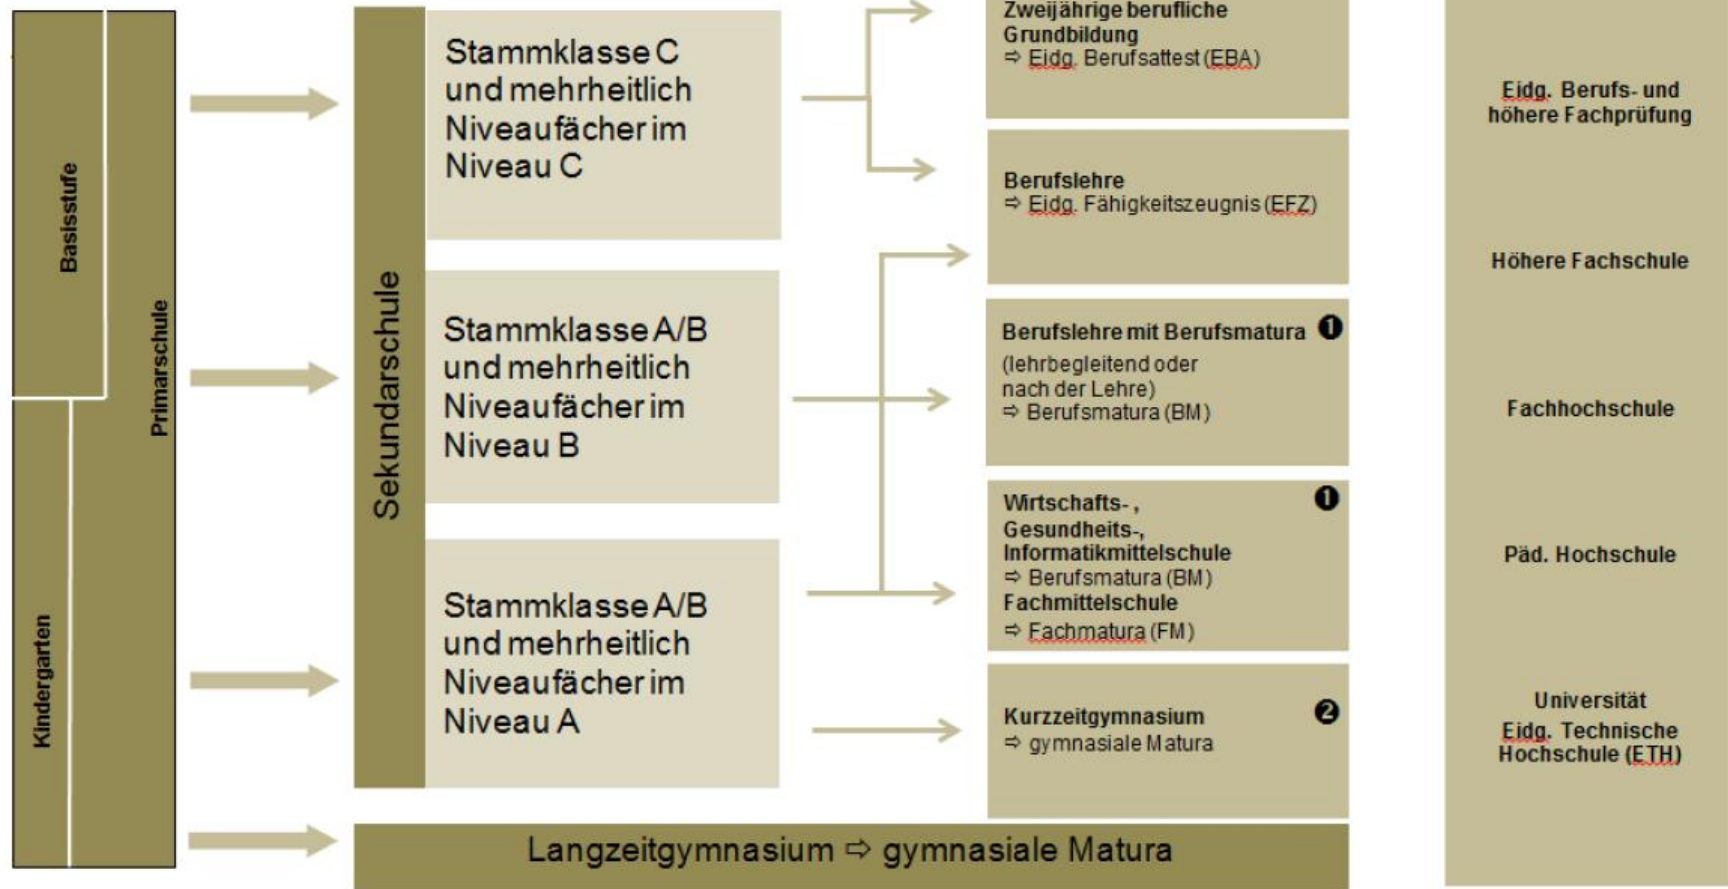 Basisstufe
Primarschule
Kindergarten
Sekundarschule
Stammklasse C
und mehrheitlich
Niveaufächer im
Niveau C
Stammklasse A/B
und mehrheitlich
Niveaufächer im
Niveau B
Stammklasse A/B
und mehrheitlich
Niveaufächer im
Niveau A
Zweijährige berufliche
Grundbildung
⇨ Eidg. Berufsattest (EBA)
Berufslehre
⇨ Eidg. Fähigkeitszeugnis (EFZ)
Berufslehre mit Berufsmatura ❶
(lehrbegleitend oder
nach der Lehre)
⇨ Berufsmatura (BM)
Wirtschafts- , ❶
Gesundheits-,
Informatikmittelschule
⇨ Berufsmatura (BM)
Fachmittelschule
⇨ Fachmatura (FM)
Kurzzeitgymnasium ❷
⇨ gymnasiale Matura
Langzeitgymnasium ⇨ gymnasiale Matura
Eidg. Berufs- und
höhere Fachprüfung
Höhere Fachschule
Fachhochschule
Päd. Hochschule
Universität
Eidg. Technische
Hochschule (ETH)